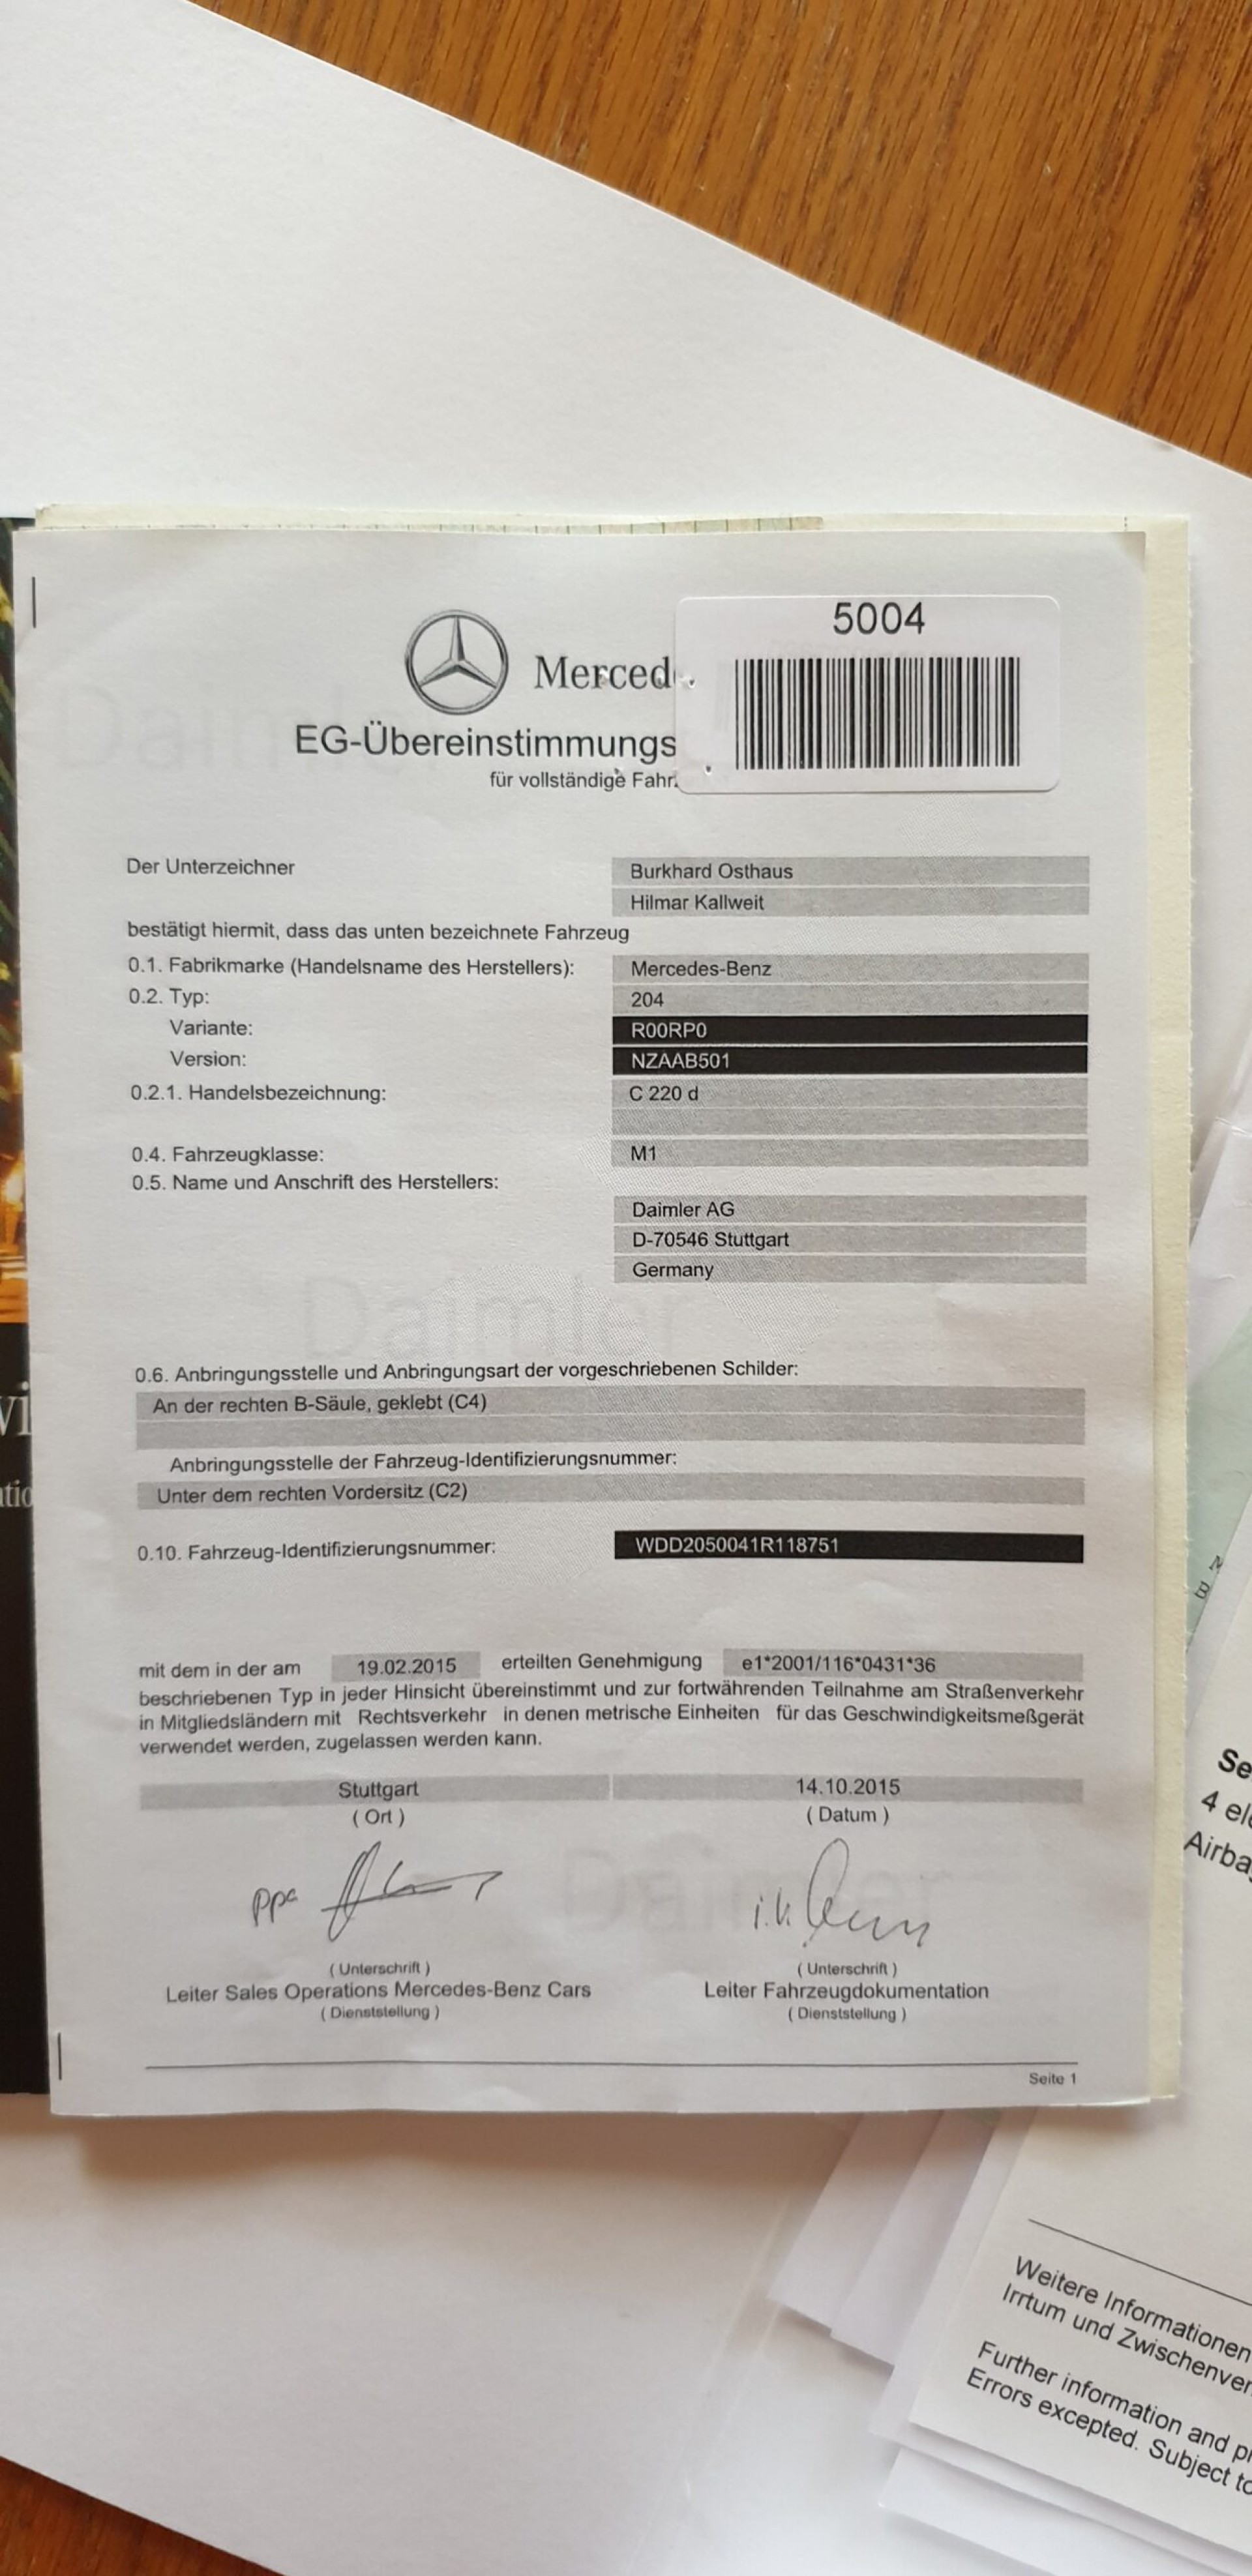 5004
Merced
EG-Übereinstimmungs
für vollständige Fahr
Der Unterzeichner
Burkhard Osthaus
Hilmar Kallweit
bestätigt hiermit, dass das unten bezeichnete Fahrzeug
0.1. Fabrikmarke (Handelsname des Herstellers): Mercedes-Benz
0.2. Typ: 204
Variante: R00RP0
Version: NZAAB501
0.2.1. Handelsbezeichnung: C 220 d
0.4. Fahrzeugklasse: M1
0.5. Name und Anschrift des Herstellers:
Daimler AG
D-70546 Stuttgart
Germany
Daimler
0.6. Anbringungsstelle und Anbringungsart der vorgeschriebenen Schilder:
An der rechten B-Säule, geklebt (C4)
Anbringungsstelle der Fahrzeug-Identifizierungsnummer:
Unter dem rechten Vordersitz (C2)
0.10. Fahrzeug-Identifizierungsnummer: WDD2050041R118751
mit dem in der am 19.02.2015 erteilten Genehmigung e1*2001/116*0431*36
beschriebenen Typ in jeder Hinsicht übereinstimmt und zur fortwährenden Teilnahme am Straßenverkehr
in Mitgliedsländern mit Rechtsverkehr in denen metrische Einheiten für das Geschwindigkeitsmeßgerät
verwendet werden, zugelassen werden kann.
Stuttgart 14.10.2015
( Ort ) ( Datum )
ppa i.V.
( Unterschrift ) ( Unterschrift )
Leiter Sales Operations Mercedes-Benz Cars Leiter Fahrzeugdokumentation
( Dienststellung ) ( Dienststellung )
Seite 1
Se
4 ele
Airba
Weitere Informationen
Irrtum und Zwischenver
Further information and pr
Errors excepted. Subject to